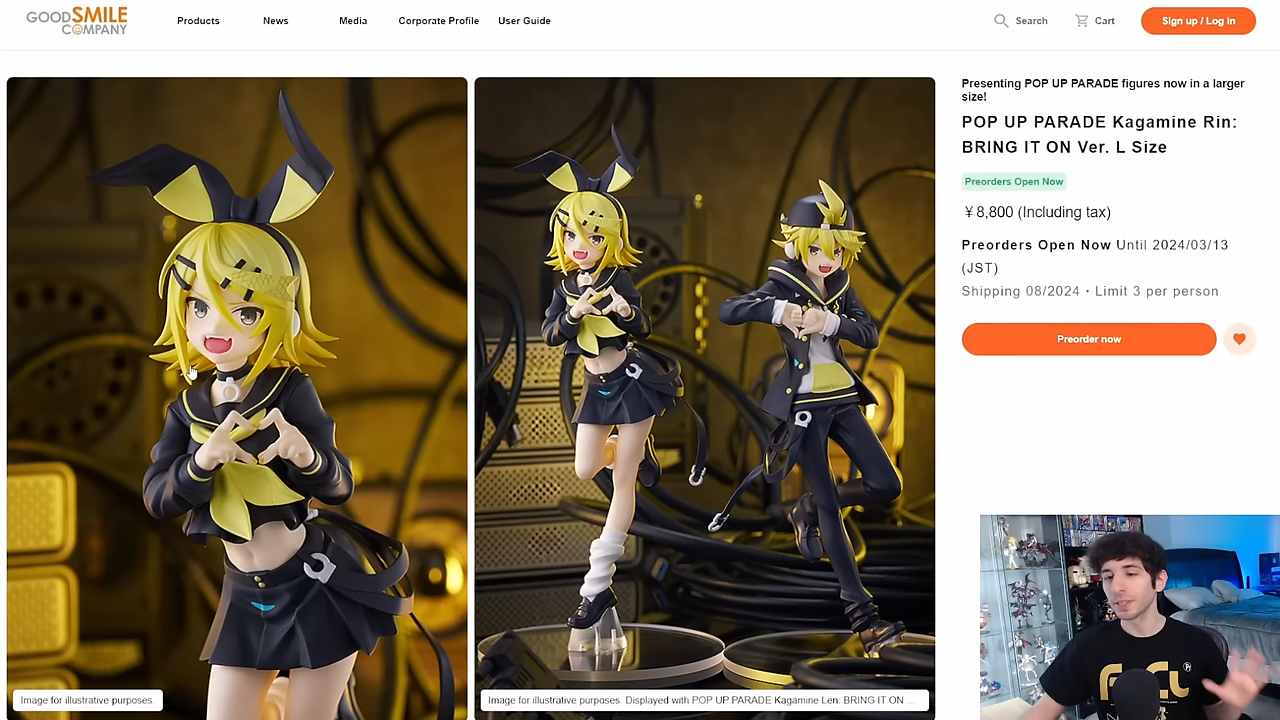 GOODSMILE
COMPANY
Products
News
Media
Corporate Profile
User Guide
Search
Cart
Sign up / Log in
Presenting POP UP PARADE figures now in a larger
size!
POP UP PARADE Kagamine Rin:
BRING IT ON Ver. L Size
Preorders Open Now
¥8,800 (Including tax)
Preorders Open Now Until 2024/03/13
(JST)
Shipping 08/2024・Limit 3 per person
Preorder now
Image for illustrative purposes.
Image for illustrative purposes. Displayed with POP UP PARADE Kagamine Len: BRING IT ON ...